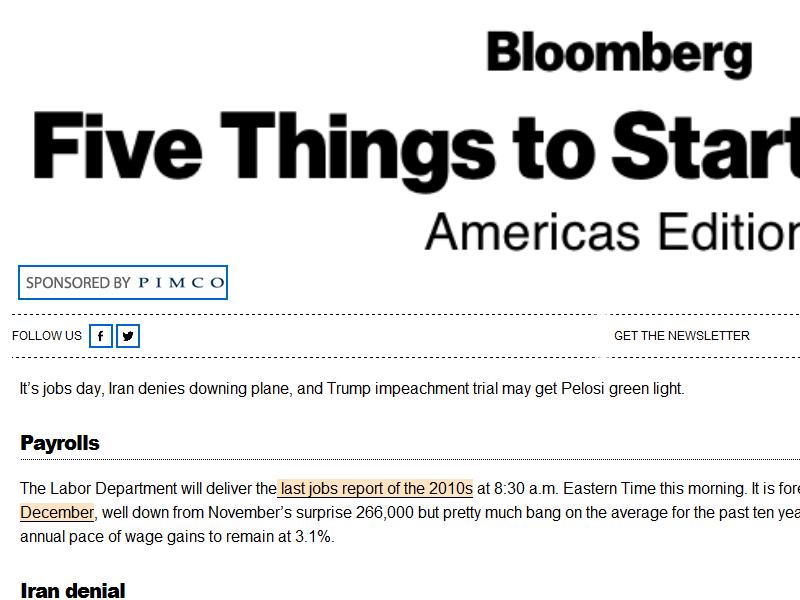 Bloomberg
Five Things to Start
Americas Edition
SPONSORED BY PIMCO
FOLLOW US
GET THE NEWSLETTER
It’s jobs day, Iran denies downing plane, and Trump impeachment trial may get Pelosi green light.
Payrolls
The Labor Department will deliver the last jobs report of the 2010s at 8:30 a.m. Eastern Time this morning. It is
December, well down from November’s surprise 266,000 but pretty much bang on the average for the past ten
annual pace of wage gains to remain at 3.1%.
Iran denial